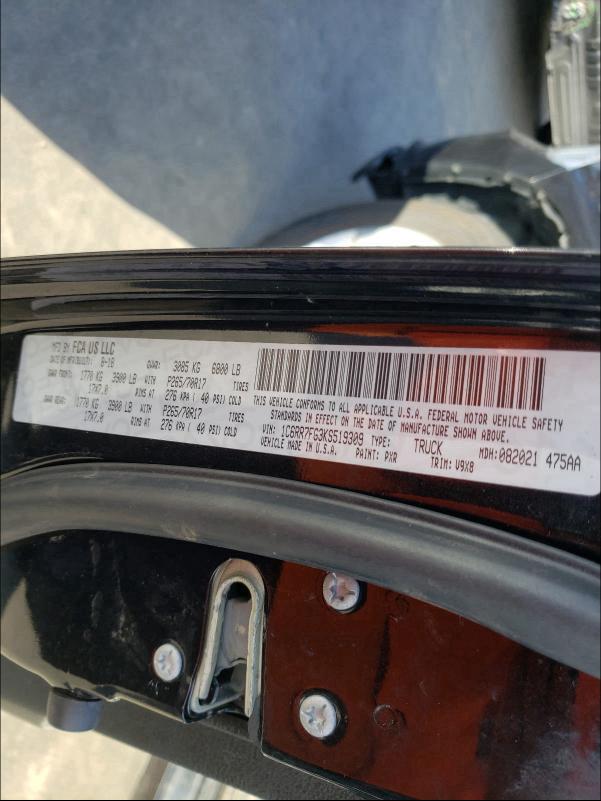 MFD BY FCA US LLC
DATE OF MFR: 8-18 GVWR: 3085 KG 6800 LB
GAWR FRONT: 1770 KG 3900 LB WITH P265/70R17 TIRES
17X7.0 RIMS AT 276 KPA ( 40 PSI) COLD
GAWR REAR: 1770 KG 3900 LB WITH P265/70R17 TIRES
17X7.0 RIMS AT 276 KPA ( 40 PSI) COLD
THIS VEHICLE CONFORMS TO ALL APPLICABLE U.S.A. FEDERAL MOTOR VEHICLE SAFETY
STANDARDS IN EFFECT ON THE DATE OF MANUFACTURE SHOWN ABOVE.
VIN: 1C6RR7FG3KS519309 TYPE: TRUCK MDH:082021 475AA
VEHICLE MADE IN U.S.A. PAINT: PXR TRIM: V9X8